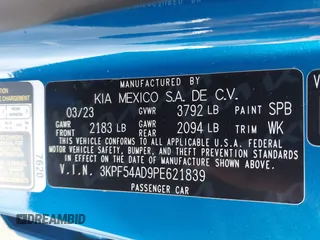 MANUFACTURED BY
KIA MEXICO S.A. DE C.V.
03/23 GVWR 3792 LB PAINT SPB
GAWR FRONT 2183 LB GAWR REAR 2094 LB TRIM WK
THIS VEHICLE CONFORMS TO ALL APPLICABLE U.S. FEDERAL
MOTOR VEHICLE SAFETY, BUMPER, AND THEFT PREVENTION
STANDARDS IN EFFECT ON THE DATE OF MANUFACTURE
SHOWN ABOVE.
V.I.N. 3KPF54AD9PE621839
PASSENGER CAR
7620
DREAMBID